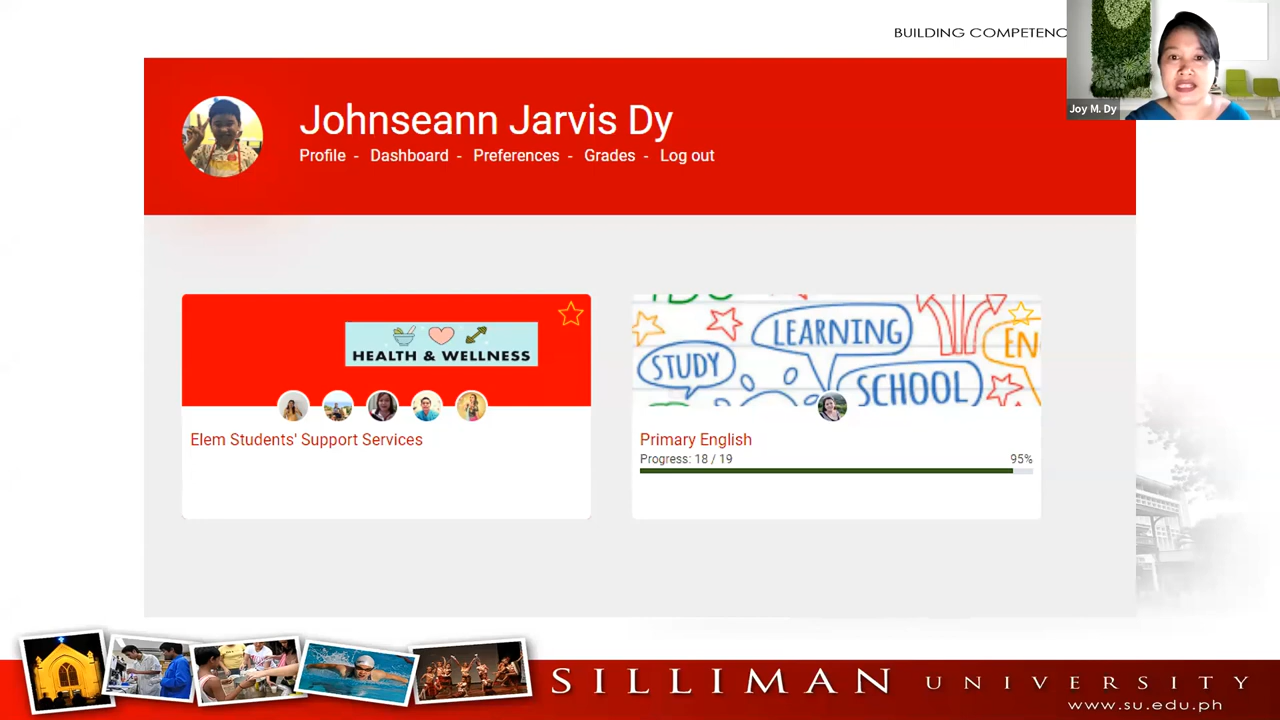 BUILDING COMPETENC
Joy M. Dy
Johnseann Jarvis Dy
Profile - Dashboard - Preferences - Grades - Log out
HEALTH & WELLNESS
LEARNING
STUDY
SCHOOL
EN
Elem Students' Support Services
Primary English
Progress: 18 / 19
95%
SILLIMAN UNIVERSITY
www.su.edu.ph